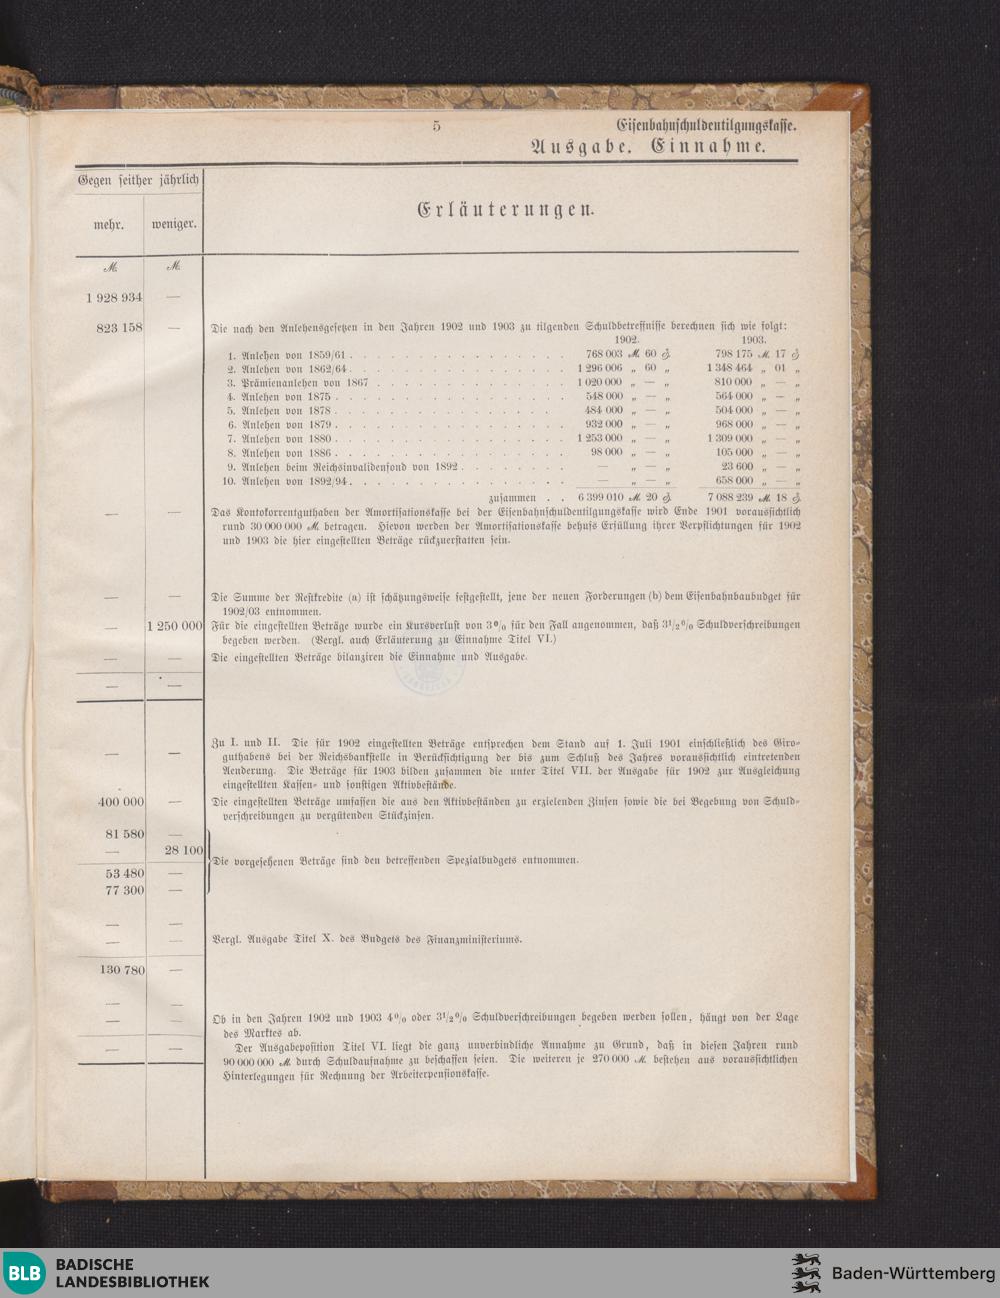 5
Eisenbahnschuldentilgungskasse.
Ausgabe. Einnahme.
Gegen seither jährlich
mehr. weniger.
Erläuterungen.
M. M.
1 928 934 —
823 158 — Die nach den Anlehensgesetzen in den Jahren 1902 und 1903 zu tilgenden Schuldbetreffnisse berechnen sich wie folgt:
1902. 1903.
1. Anlehen von 1859/61 . . . . . 768 003 M. 60 ₰. 798 175 M. 17 ₰
2. Anlehen von 1862/64 . . . . . 1 296 006 „ 60 „ 1 348 464 „ 01 „
3. Prämienanlehen von 1867 . . . . . 1 020 000 „ — „ 810 000 „ — „
4. Anlehen von 1875 . . . . . 548 000 „ — „ 564 000 „ — „
5. Anlehen von 1878 . . . . . 484 000 „ — „ 504 000 „ — „
6. Anlehen von 1879 . . . . . 932 000 „ — „ 968 000 „ — „
7. Anlehen von 1880 . . . . . 1 253 000 „ — „ 1 309 000 „ — „
8. Anlehen von 1886 . . . . . 98 000 „ — „ 105 000 „ — „
9. Anlehen beim Reichsinvalidenfond von 1892 . . . . . — „ — „ 23 600 „ — „
10. Anlehen von 1892/94 . . . . . — „ — „ 658 000 „ — „
zusammen . . 6 399 010 M. 20 ₰. 7 088 239 M. 18 ₰.
— — Das Kontokorrentguthaben der Amortisationskasse bei der Eisenbahnschuldentilgungskasse wird Ende 1901 voraussichtlich
rund 30 000 000 M. betragen. Hievon werden der Amortisationskasse behufs Erfüllung ihrer Verpflichtungen für 1902
und 1903 die hier eingestellten Beträge rückzuerstatten sein.
— — Die Summe der Restkredite (a) ist schätzungsweise festgestellt, jene der neuen Forderungen (b) dem Eisenbahnbaubudget für
1902/03 entnommen.
— 1 250 000 Für die eingestellten Beträge wurde ein Kursverlust von 3 % für den Fall angenommen, daß 3 1/2 % Schuldverschreibungen
begeben werden. (Vergl. auch Erläuterung zu Einnahme Titel VI.)
— — Die eingestellten Beträge bilanziren die Einnahme und Ausgabe.
— —
Zu I. und II. Die für 1902 eingestellten Beträge entsprechen dem Stand auf 1. Juli 1901 einschließlich des Giro-
— — guthabens bei der Reichsbankstelle in Berücksichtigung der bis zum Schluß des Jahres voraussichtlich eintretenden
Aenderung. Die Beträge für 1903 bilden zusammen die unter Titel VII. der Ausgabe für 1902 zur Ausgleichung
eingestellten Kassen- und sonstigen Aktivbestände.
400 000 — Die eingestellten Beträge umfassen die aus den Aktivbeständen zu erzielenden Zinsen sowie die bei Begebung von Schuld-
verschreibungen zu vergütenden Stückzinsen.
81 580 —
— 28 100
Die vorgesehenen Beträge sind den betreffenden Spezialbudgets entnommen.
53 480 —
77 300 —
— —
— — Vergl. Ausgabe Titel X. des Budgets des Finanzministeriums.
130 780 —
— —
— — Ob in den Jahren 1902 und 1903 4 % oder 3 1/2 % Schuldverschreibungen begeben werden sollen, hängt von der Lage
des Marktes ab.
— — Der Ausgabeposition Titel VI. liegt die ganz unverbindliche Annahme zu Grund, daß in diesen Jahren rund
90 000 000 M. durch Schuldaufnahme zu beschaffen seien. Die weiteren je 270 000 M. bestehen aus voraussichtlichen
Hinterlegungen für Rechnung der Arbeiterpensionskasse.
BLB BADISCHE
LANDESBIBLIOTHEK
Baden-Württemberg